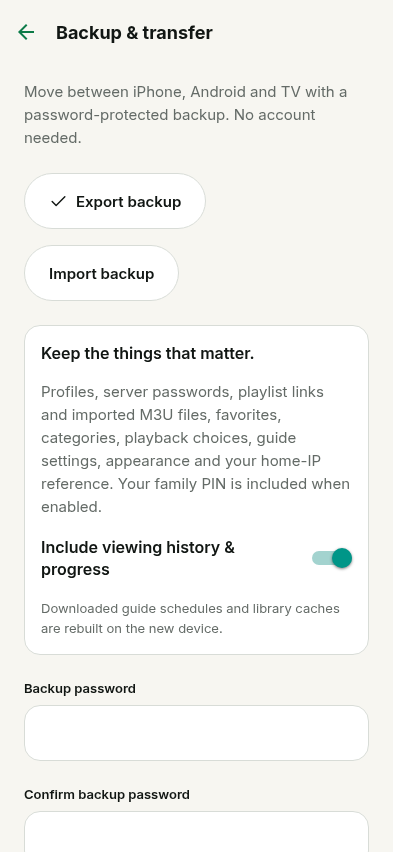 Backup & transfer
Move between iPhone, Android and TV with a
password-protected backup. No account
needed.
Export backup
Import backup
Keep the things that matter.
Profiles, server passwords, playlist links
and imported M3U files, favorites,
categories, playback choices, guide
settings, appearance and your home-IP
reference. Your family PIN is included when
enabled.
Include viewing history &
progress
Downloaded guide schedules and library caches
are rebuilt on the new device.
Backup password
Confirm backup password